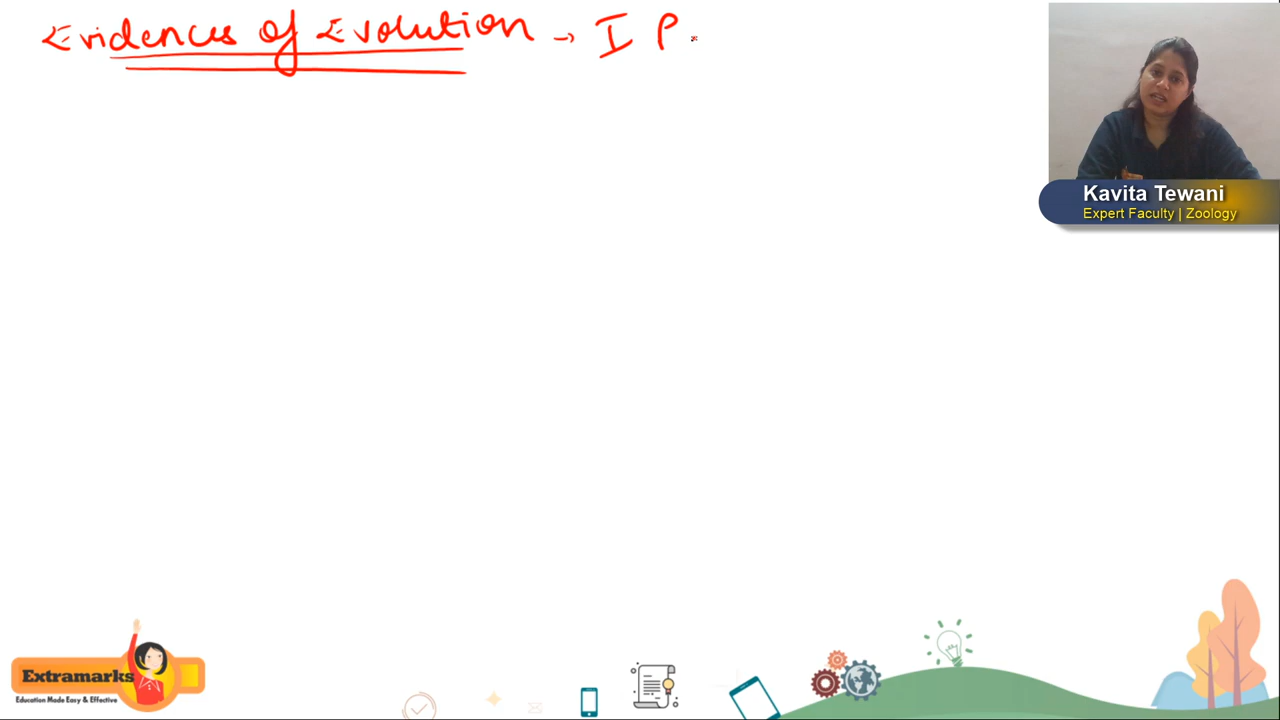 Evidences of Evolution → I P
Kavita Tewani
Expert Faculty | Zoology
Extramarks
Education Made Easy & Effective